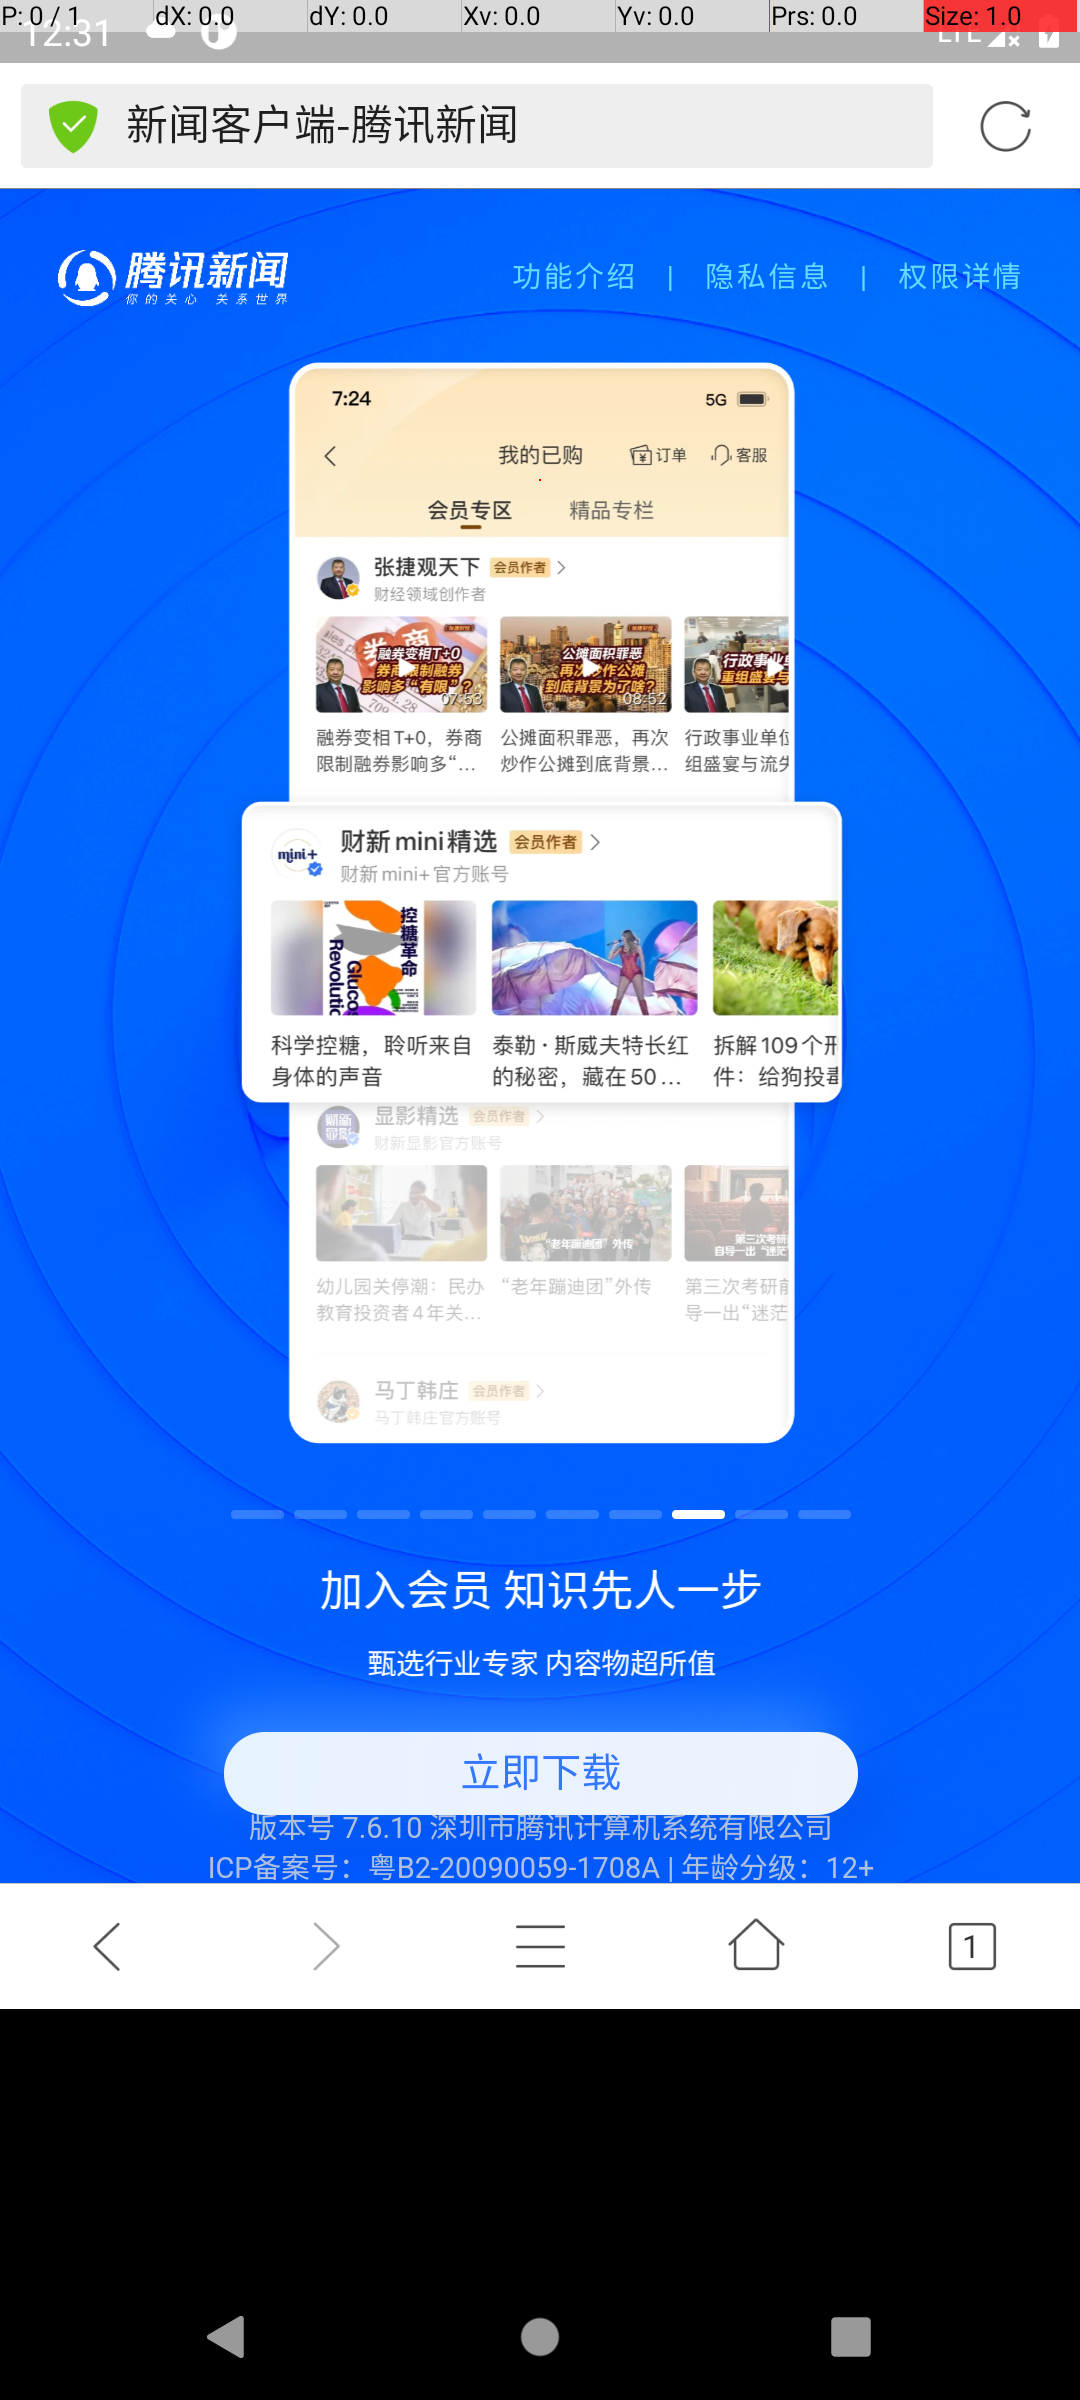 P: 0 / 1 dX: 0.0 dY: 0.0 Xv: 0.0 Yv: 0.0 Prs: 0.0 Size: 1.0
12:31 LTE
新闻客户端-腾讯新闻
腾讯新闻 功能介绍 | 隐私信息 | 权限详情
你的关心 关系世界
7:24 5G
我的已购 订单 客服
会员专区 精品专栏
张捷观天下 会员作者
财经领域创作者
融券变相T+0 公摊面积罪恶
券商限制融券 再次炒作公摊 行政事业单
影响多“有限”? 到底背景为了啥? 重组盛宴与
07:53 08:52
融券变相T+0，券商 公摊面积罪恶，再次 行政事业单位
限制融券影响多“... 炒作公摊到底背景... 组盛宴与流失
财新mini精选 会员作者
mini+
财新mini+官方账号
控糖革命
Glucose
Revolutio
科学控糖，聆听来自 泰勒·斯威夫特长红 拆解109个刑
身体的声音 的秘密，藏在50... 件：给狗投毒
显影精选 会员作者
财新
显影
财新显影官方账号
“老年蹦迪团”外传 第三次考研前
自导一出“迷茫
幼儿园关停潮：民办 “老年蹦迪团”外传 第三次考研前
教育投资者4年关... 导一出“迷茫
马丁韩庄 会员作者
马丁韩庄官方账号
加入会员 知识先人一步
甄选行业专家 内容物超所值
立即下载
版本号 7.6.10 深圳市腾讯计算机系统有限公司
ICP备案号：粤B2-20090059-1708A | 年龄分级：12+
1